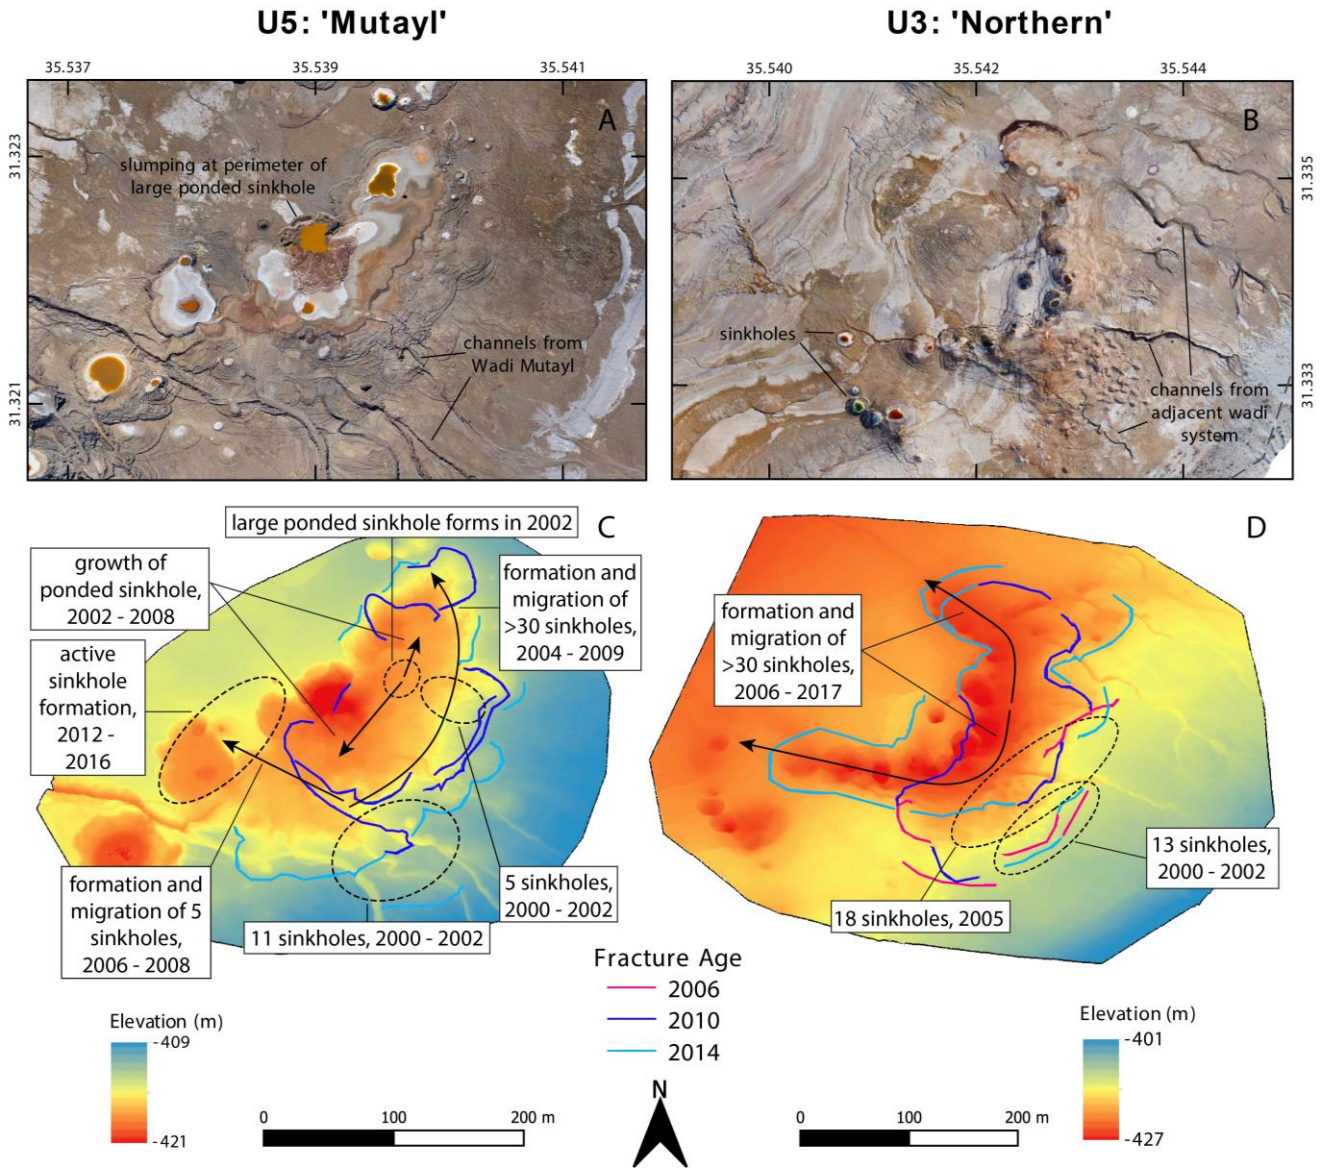 U5: 'Mutayl'
U3: 'Northern'
35.537
35.539
35.541
35.540
35.542
35.544
31.323
31.321
31.335
31.333
A
slumping at perimeter of
large ponded sinkhole
channels from
Wadi Mutayl
B
sinkholes
channels from
adjacent wadi
system
C
large ponded sinkhole forms in 2002
growth of
ponded sinkhole,
2002 - 2008
formation and
migration of
>30 sinkholes,
2004 - 2009
active
sinkhole
formation,
2012 -
2016
formation and
migration of 5
sinkholes,
2006 - 2008
11 sinkholes, 2000 - 2002
5 sinkholes,
2000 - 2002
D
formation and
migration of
>30 sinkholes,
2006 - 2017
18 sinkholes, 2005
13 sinkholes,
2000 - 2002
Fracture Age
2006
2010
2014
Elevation (m)
-409
-421
0 100 200 m
N
0 100 200 m
Elevation (m)
-401
-427